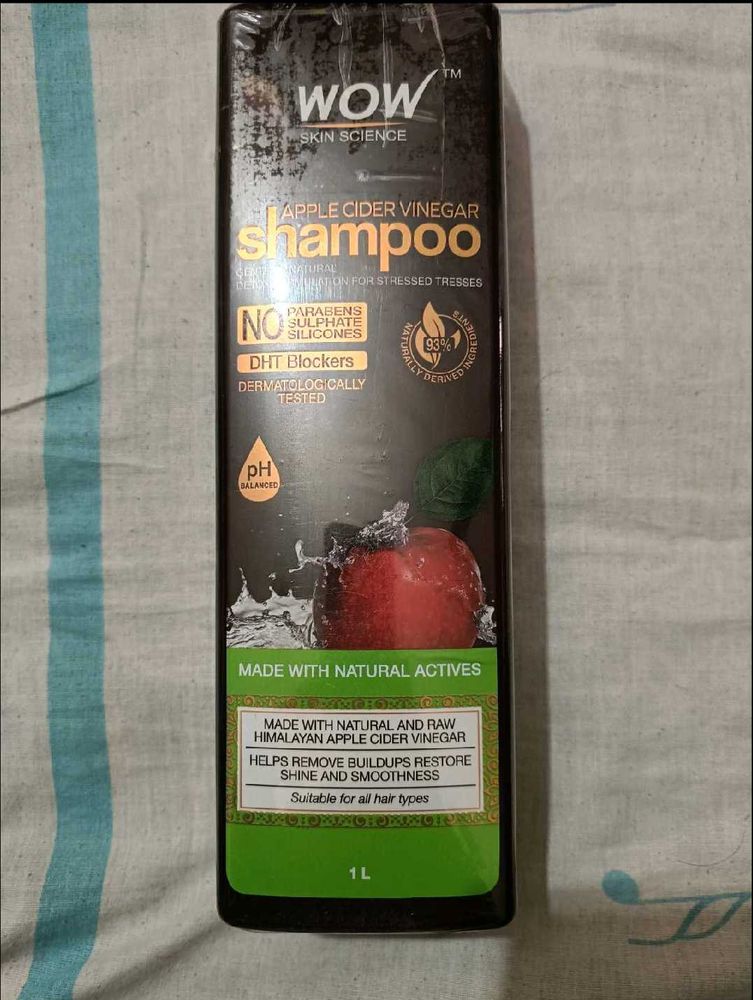 WOW™
SKIN SCIENCE
APPLE CIDER VINEGAR
shampoo
NATURAL
FOR STRESSED TRESSES
NO PARABENS
SULPHATE
SILICONES
93%
NATURALLY DERIVED INGREDIENTS
DHT Blockers
DERMATOLOGICALLY
TESTED
pH
BALANCED
MADE WITH NATURAL ACTIVES
MADE WITH NATURAL AND RAW
HIMALAYAN APPLE CIDER VINEGAR
HELPS REMOVE BUILDUPS RESTORE
SHINE AND SMOOTHNESS
Suitable for all hair types
1 L